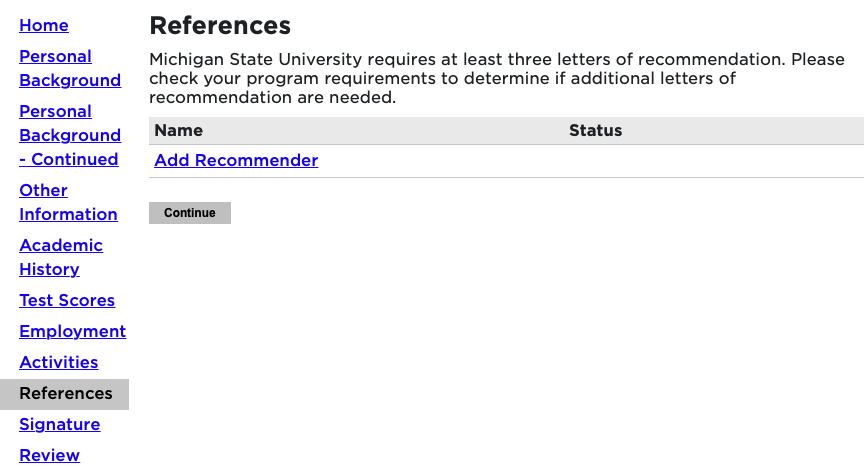 Home
Personal
Background
Personal
Background
- Continued
Other
Information
Academic
History
Test Scores
Employment
Activities
References
Signature
Review
References
Michigan State University requires at least three letters of recommendation. Please
check your program requirements to determine if additional letters of
recommendation are needed.
Name Status
Add Recommender
Continue